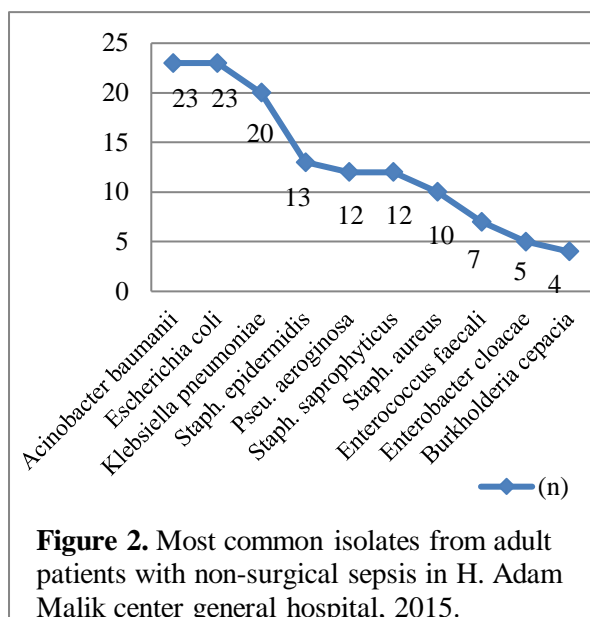 25
20
15
10
5
0
23
23
20
13
12
12
10
7
5
4
Acinobacter baumanii
Escherichia coli
Klebsiella pneumoniae
Staph. epidermidis
Pseu. aeroginosa
Staph. saprophyticus
Staph. aureus
Enterococcus faecali
Enterobacter cloacae
Burkholderia cepacia
(n)
Figure 2. Most common isolates from adult
patients with non-surgical sepsis in H. Adam
Malik center general hospital, 2015.